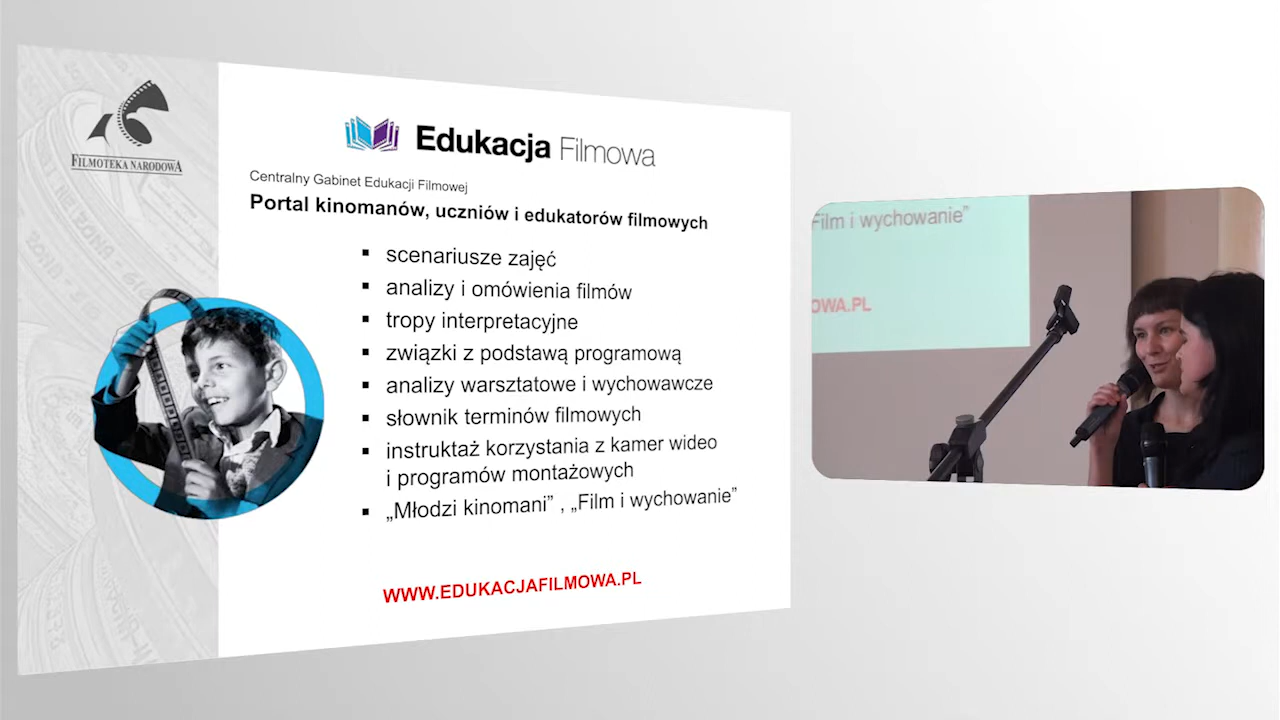 FILMOTEKA NARODOWA
Edukacja Filmowa
Centralny Gabinet Edukacji Filmowej
Portal kinomanów, uczniów i edukatorów filmowych
▪ scenariusze zajęć
▪ analizy i omówienia filmów
▪ tropy interpretacyjne
▪ związki z podstawą programową
▪ analizy warsztatowe i wychowawcze
▪ słownik terminów filmowych
▪ instruktaż korzystania z kamer wideo
i programów montażowych
▪ „Młodzi kinomani” , „Film i wychowanie”
WWW.EDUKACJAFILMOWA.PL
Film i wychowanie”
OWA.PL